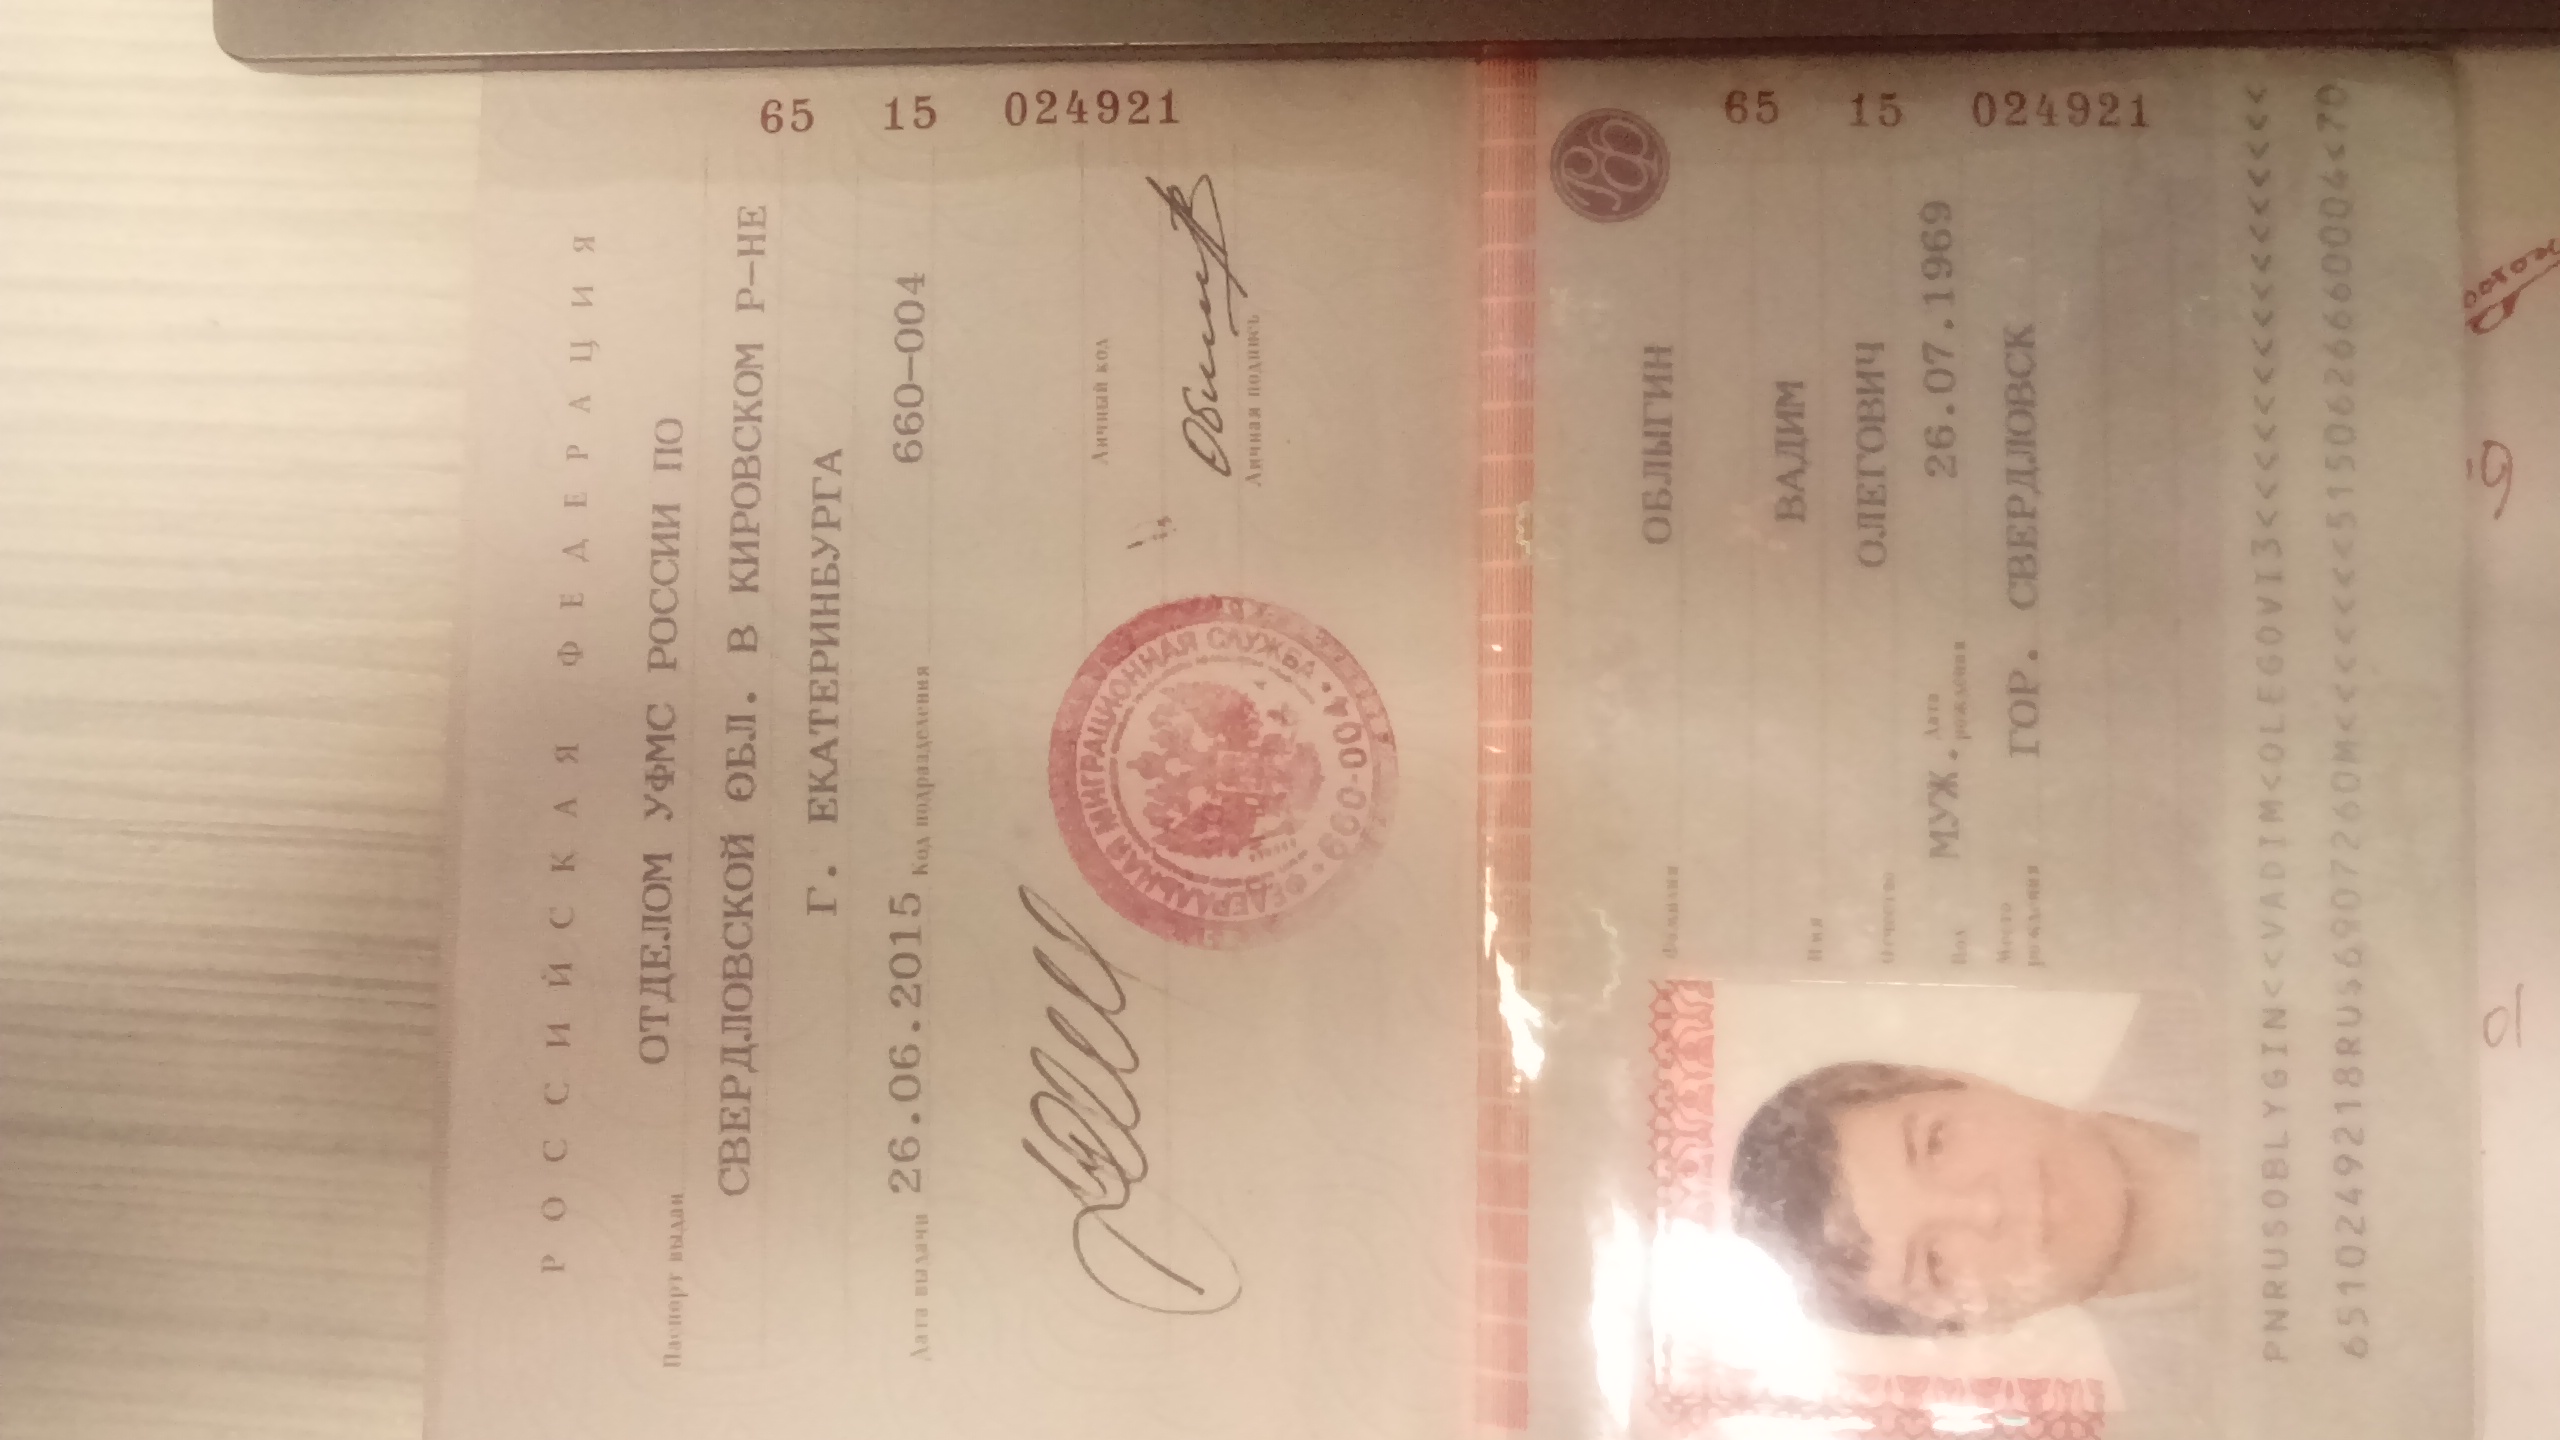 РОССИЙСКАЯ ФЕДЕРАЦИЯ
Паспорт выдан ОТДЕЛОМ УФМС РОССИИ ПО
СВЕРДЛОВСКОЙ ОБЛ. В КИРОВСКОМ Р-НЕ
Г. ЕКАТЕРИНБУРГА
Дата выдачи 26.06.2015 Код подразделения 660-004
65 15 024921
Личный код
Личная подпись
ФЕДЕРАЛЬНАЯ МИГРАЦИОННАЯ СЛУЖБА
660-004
РФ
Фамилия ОБЛЫГИН
Имя ВАДИМ
Отчество ОЛЕГОВИЧ
Пол МУЖ. Дата рождения 26.07.1969
Место рождения ГОР. СВЕРДЛОВСК
65 15 024921
PNRUSOBLYGIN<<VADIM<OLEGOVI3<<<<<<<<<<<<<<<<
6510249218RUS6907260M<<<<<<<5150626660004<70